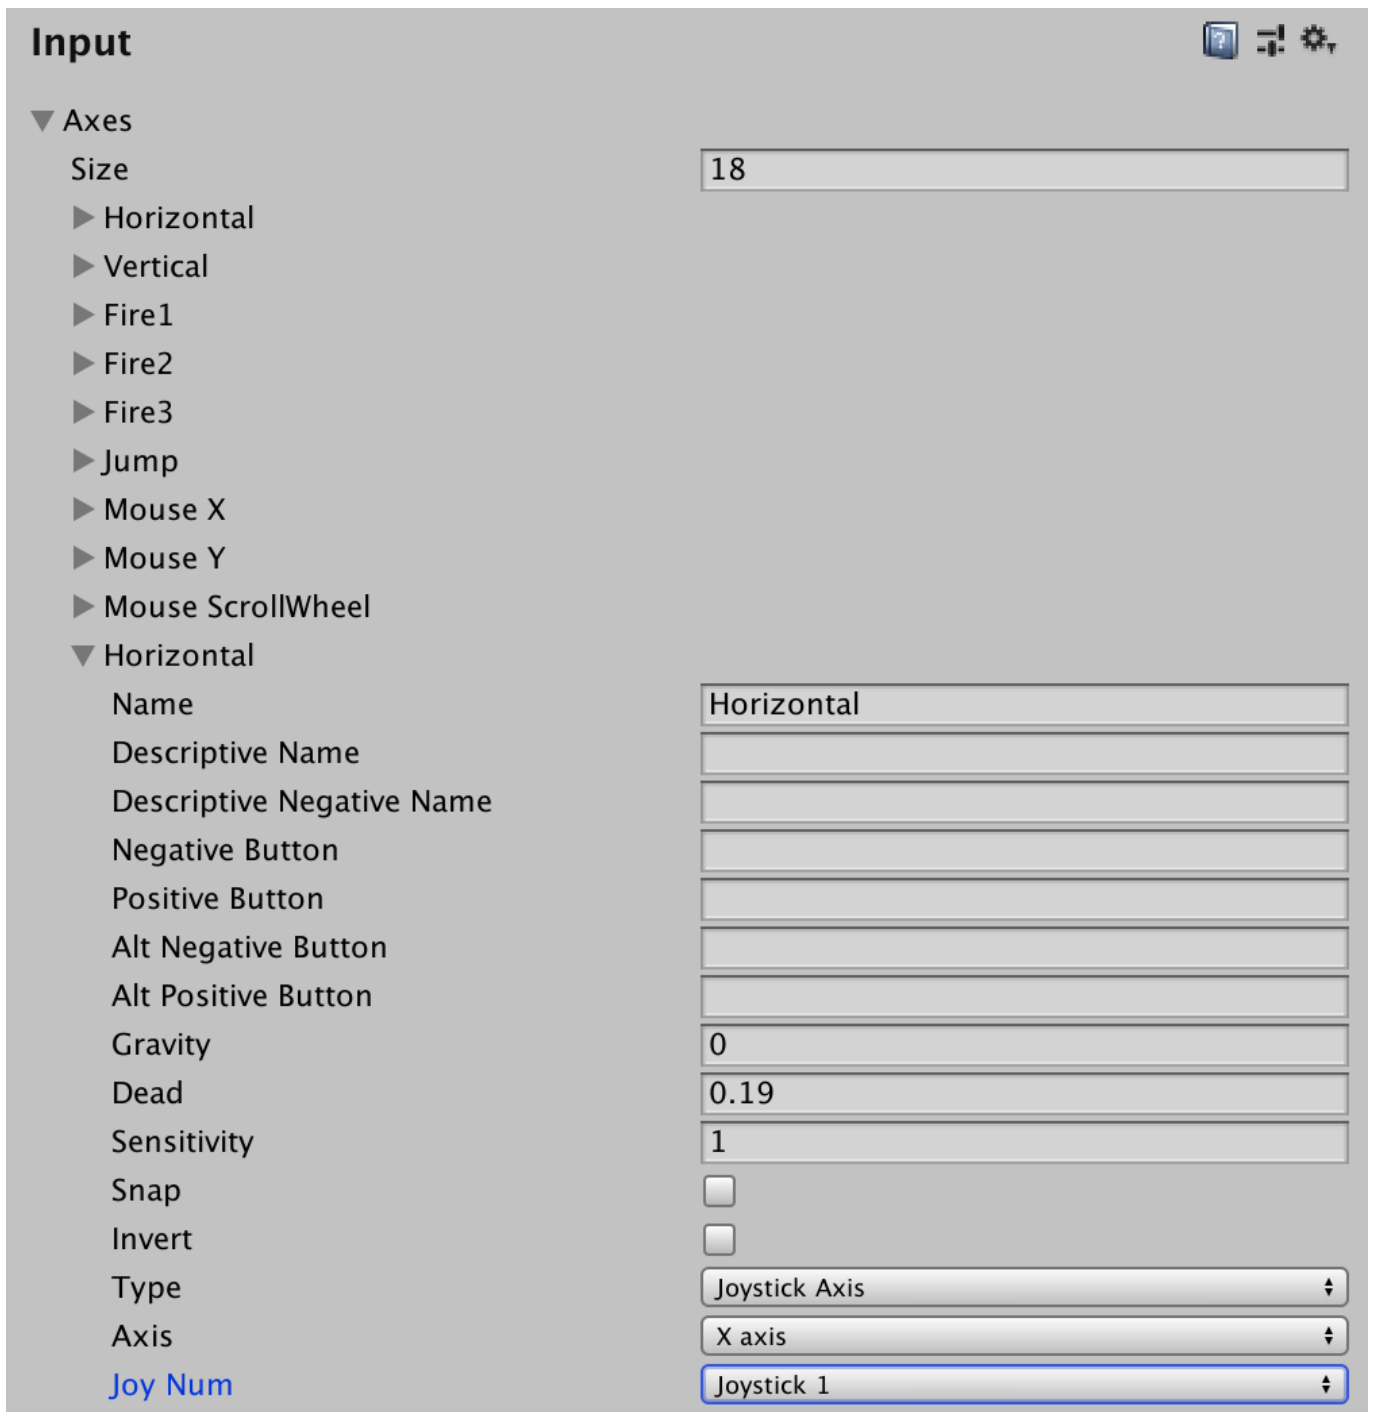 Input
Axes
Size 18
Horizontal
Vertical
Fire1
Fire2
Fire3
Jump
Mouse X
Mouse Y
Mouse ScrollWheel
Horizontal
Name Horizontal
Descriptive Name
Descriptive Negative Name
Negative Button
Positive Button
Alt Negative Button
Alt Positive Button
Gravity 0
Dead 0.19
Sensitivity 1
Snap
Invert
Type Joystick Axis
Axis X axis
Joy Num Joystick 1